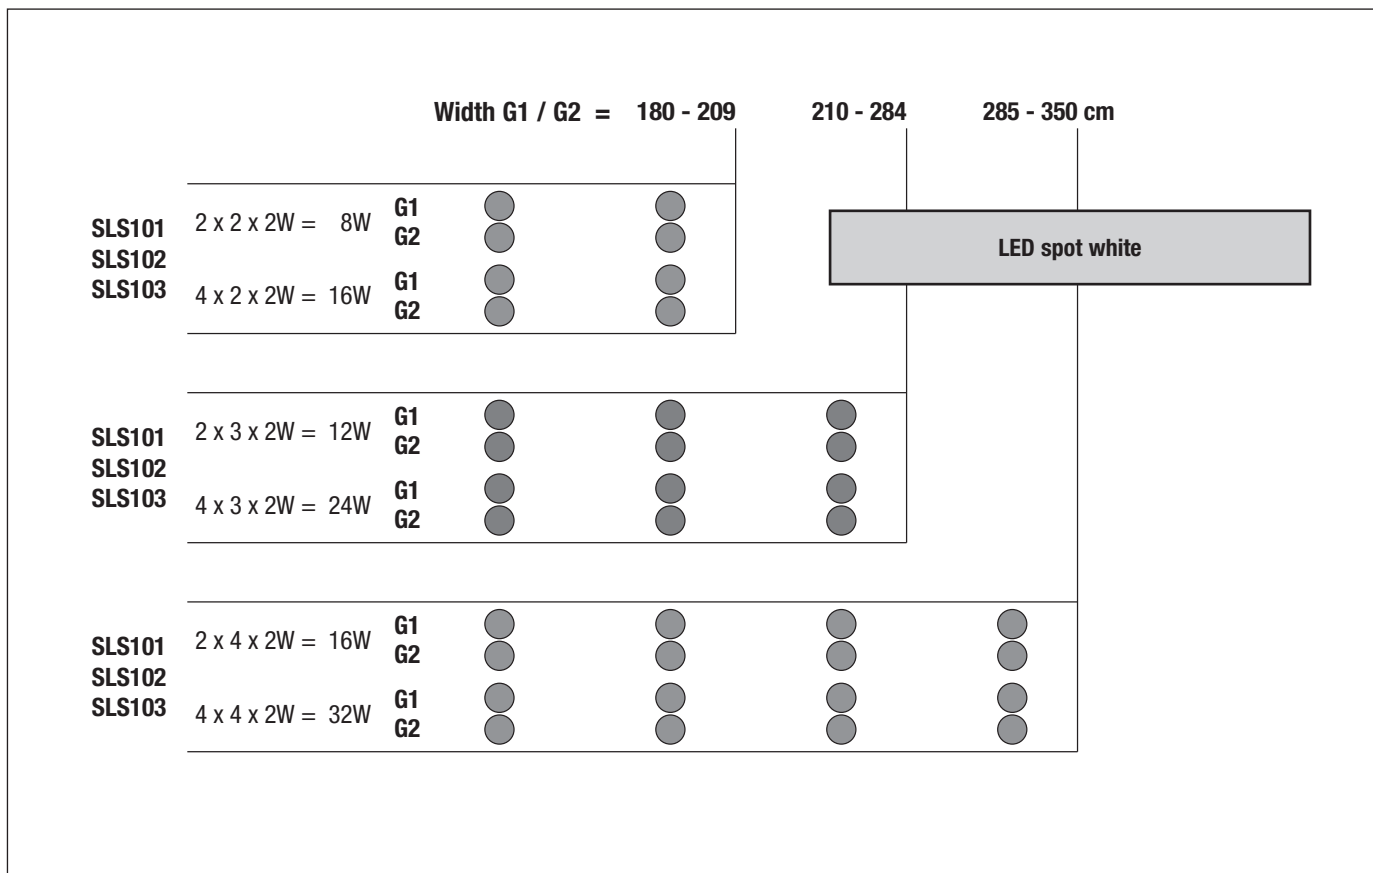 Width G1 / G2 = 180 - 209 210 - 284 285 - 350 cm
SLS101
SLS102
SLS103
2 x 2 x 2W = 8W
G1
G2
4 x 2 x 2W = 16W
G1
G2
LED spot white
SLS101
SLS102
SLS103
2 x 3 x 2W = 12W
G1
G2
4 x 3 x 2W = 24W
G1
G2
SLS101
SLS102
SLS103
2 x 4 x 2W = 16W
G1
G2
4 x 4 x 2W = 32W
G1
G2